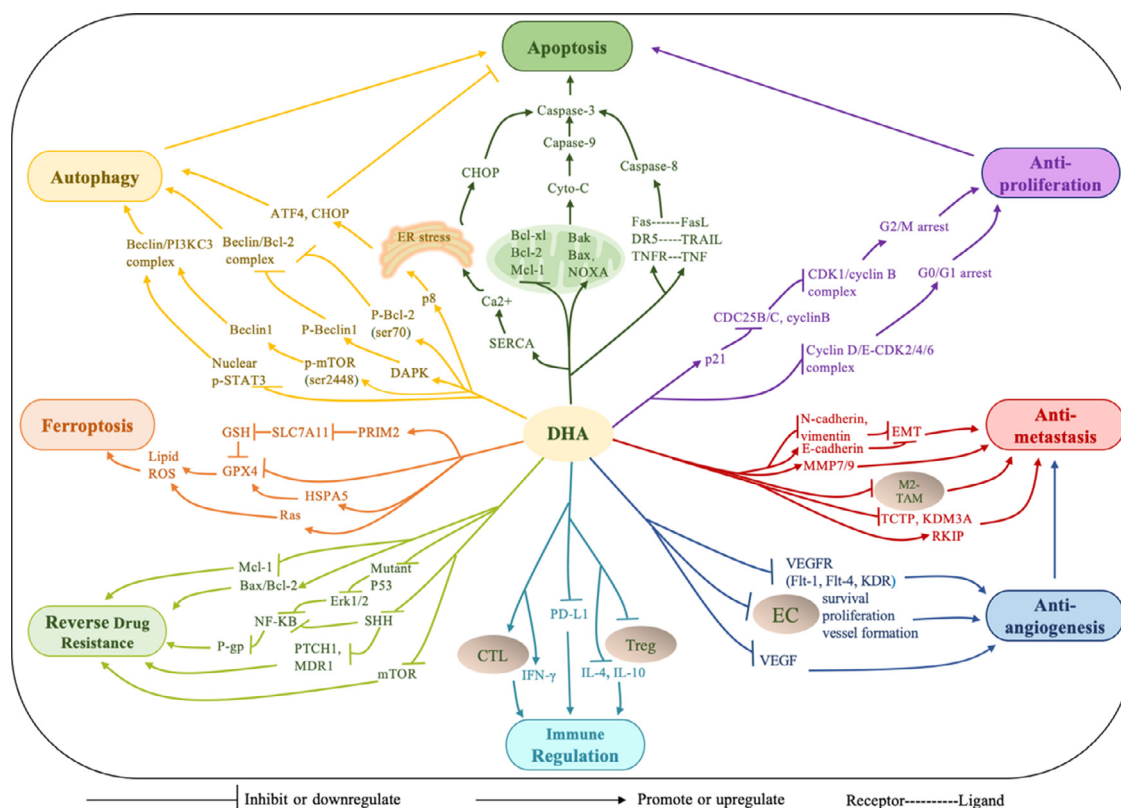 Apoptosis
Caspase-3
Capase-9
Caspase-8
CHOP
Cyto-C
Autophagy
Anti-
proliferation
ATF4, CHOP
ER stress
Bcl-xl
Bcl-2
Mcl-1
Bak
Bax,
NOXA
Fas------FasL
DR5-----TRAIL
TNFR---TNF
G2/M arrest
Beclin/PI3KC3
complex
Beclin/Bcl-2
complex
CDK1/cyclin B
complex
G0/G1 arrest
p8
Ca2+
P-Bcl-2
(ser70)
CDC25B/C, cyclinB
Beclin1
P-Beclin1
SERCA
p21
Cyclin D/E-CDK2/4/6
complex
Nuclear
p-STAT3
p-mTOR
(ser2448)
DAPK
DHA
Ferroptosis
GSH
SLC7A11
PRIM2
Lipid
ROS
GPX4
HSPA5
Ras
N-cadherin,
vimentin
E-cadherin
EMT
MMP7/9
M2-
TAM
TCTP, KDM3A
RKIP
Anti-
metastasis
Mcl-1
Bax/Bcl-2
Mutant
P53
Erk1/2
NF-KB
SHH
P-gp
PTCH1,
MDR1
mTOR
Reverse Drug
Resistance
PD-L1
CTL
IFN-γ
Treg
IL-4, IL-10
Immune
Regulation
VEGFR
(Flt-1, Flt-4, KDR)
EC
survival
proliferation
vessel formation
VEGF
Anti-
angiogenesis
Inhibit or downregulate
Promote or upregulate
Receptor----------Ligand